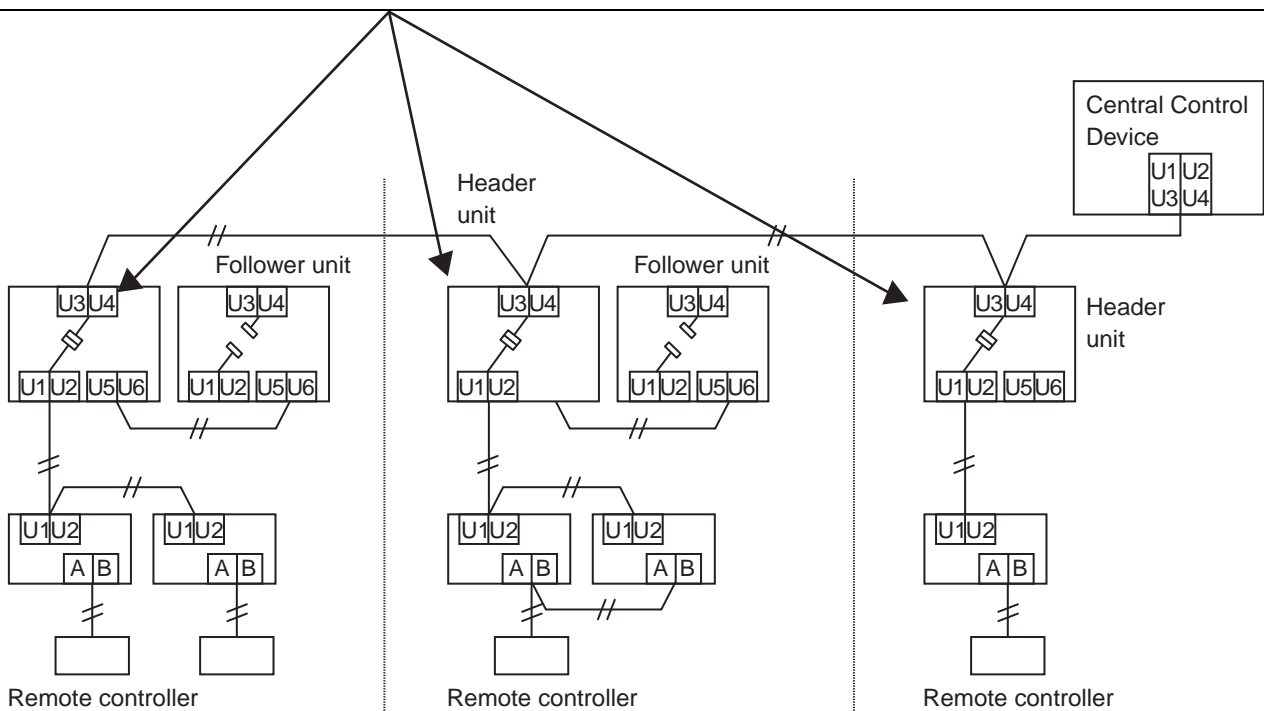 Central Control
Device
U1 U2
U3 U4
Header
unit
Follower unit
Follower unit
U3 U4
U3 U4
U3 U4
U3 U4
U3 U4
Header
unit
U1 U2 U5 U6
U1 U2 U5 U6
U1 U2
U1 U2 U5 U6
U1 U2 U5 U6
U1 U2
U1 U2
U1 U2
U1 U2
U1 U2
A B
A B
A B
A B
A B
Remote controller
Remote controller
Remote controller